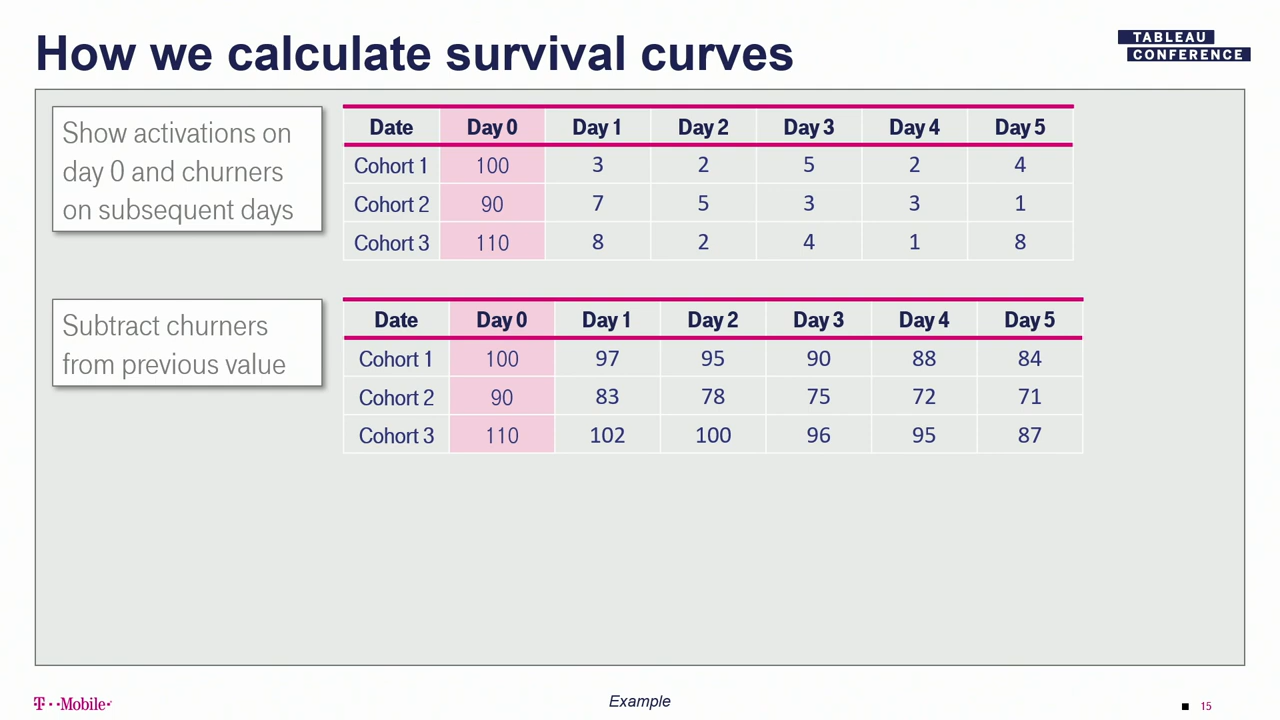 How we calculate survival curves
TABLEAU
CONFERENCE
Show activations on
day 0 and churners
on subsequent days
Date Day 0 Day 1 Day 2 Day 3 Day 4 Day 5
Cohort 1 100 3 2 5 2 4
Cohort 2 90 7 5 3 3 1
Cohort 3 110 8 2 4 1 8
Subtract churners
from previous value
Date Day 0 Day 1 Day 2 Day 3 Day 4 Day 5
Cohort 1 100 97 95 90 88 84
Cohort 2 90 83 78 75 72 71
Cohort 3 110 102 100 96 95 87
T··Mobile·
Example
15